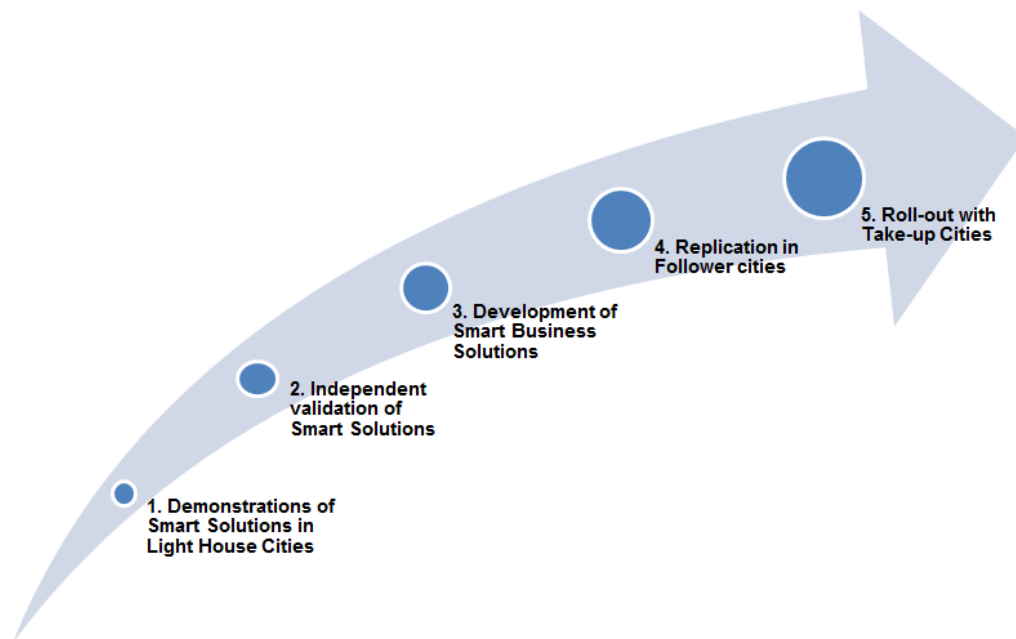 1. Demonstrations of
Smart Solutions in
Light House Cities
2. Independent
validation of
Smart Solutions
3. Development of
Smart Business
Solutions
4. Replication in
Follower cities
5. Roll-out with
Take-up Cities